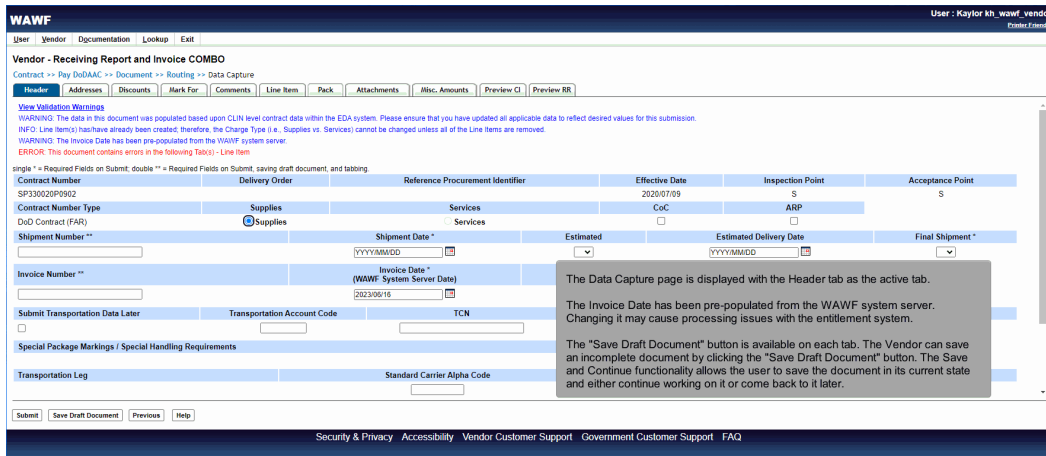 WAWF
User : Kaylor kh_wawf_vendo
Printer Friend
User Vendor Documentation Lookup Exit
Vendor - Receiving Report and Invoice COMBO
Contract >> Pay DoDAAC >> Document >> Routing >> Data Capture
Header Addresses Discounts Mark For Comments Line Item Pack Attachments Misc. Amounts Preview CI Preview RR
View Validation Warnings
WARNING: The data in this document was populated based upon CLIN level contract data within the EDA system. Please ensure that you have updated all applicable data to reflect desired values for this submission.
INFO: Line Item(s) has/have already been created; therefore, the Charge Type (i.e., Supplies vs. Services) cannot be changed unless all of the Line Items are removed.
WARNING: The Invoice Date has been pre-populated from the WAWF system server.
ERROR: This document contains errors in the following Tab(s) - Line Item
single * = Required Fields on Submit; double ** = Required Fields on Submit, saving draft document, and tabbing.
Contract Number Delivery Order Reference Procurement Identifier Effective Date Inspection Point Acceptance Point
SP330020P0902 2020/07/09 S S
Contract Number Type Supplies Services CoC ARP
DoD Contract (FAR) Supplies Services
Shipment Number ** Shipment Date * Estimated Estimated Delivery Date Final Shipment *
YYYY/MM/DD YYYY/MM/DD
Invoice Number ** Invoice Date *
(WAWF System Server Date)
2023/06/16
Submit Transportation Data Later Transportation Account Code TCN
Special Package Markings / Special Handling Requirements
Transportation Leg Standard Carrier Alpha Code
The Data Capture page is displayed with the Header tab as the active tab.
The Invoice Date has been pre-populated from the WAWF system server.
Changing it may cause processing issues with the entitlement system.
The "Save Draft Document" button is available on each tab. The Vendor can save
an incomplete document by clicking the "Save Draft Document" button. The Save
and Continue functionality allows the user to save the document in its current state
and either continue working on it or come back to it later.
Submit Save Draft Document Previous Help
Security & Privacy Accessibility Vendor Customer Support Government Customer Support FAQ